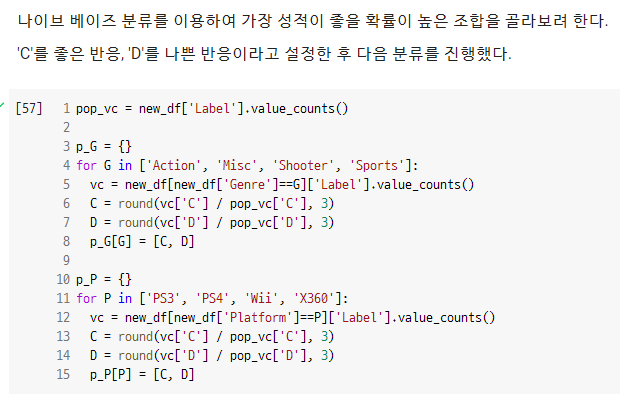 나이브 베이즈 분류를 이용하여 가장 성적이 좋을 확률이 높은 조합을 골라보려 한다.
'C'를 좋은 반응, 'D'를 나쁜 반응이라고 설정한 후 다음 분류를 진행했다.
[57] 1 pop_vc = new_df['Label'].value_counts()
2
3 p_G = {}
4 for G in ['Action', 'Misc', 'Shooter', 'Sports']:
5   vc = new_df[new_df['Genre']==G]['Label'].value_counts()
6   C = round(vc['C'] / pop_vc['C'], 3)
7   D = round(vc['D'] / pop_vc['D'], 3)
8   p_G[G] = [C, D]
9
10 p_P = {}
11 for P in ['PS3', 'PS4', 'Wii', 'X360']:
12   vc = new_df[new_df['Platform']==P]['Label'].value_counts()
13   C = round(vc['C'] / pop_vc['C'], 3)
14   D = round(vc['D'] / pop_vc['D'], 3)
15   p_P[P] = [C, D]